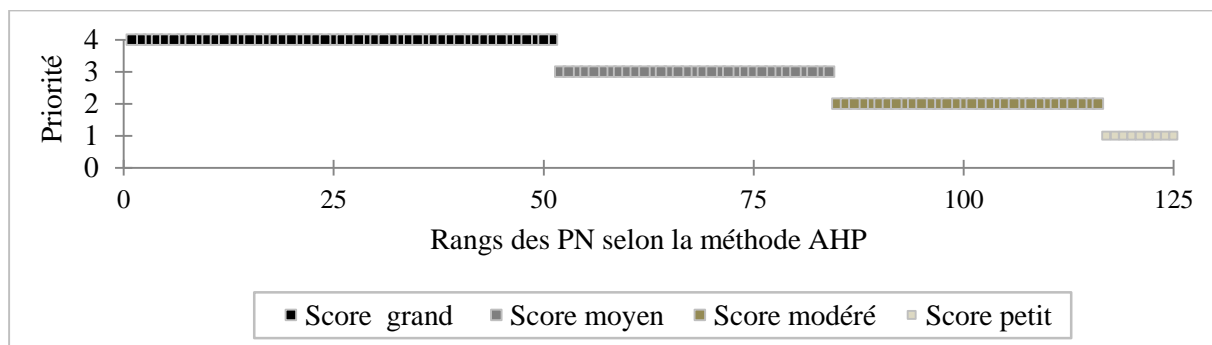 4
3
2
1
0
Priorité
0 25 50 75 100 125
Rangs des PN selon la méthode AHP
Score grand Score moyen Score modéré Score petit